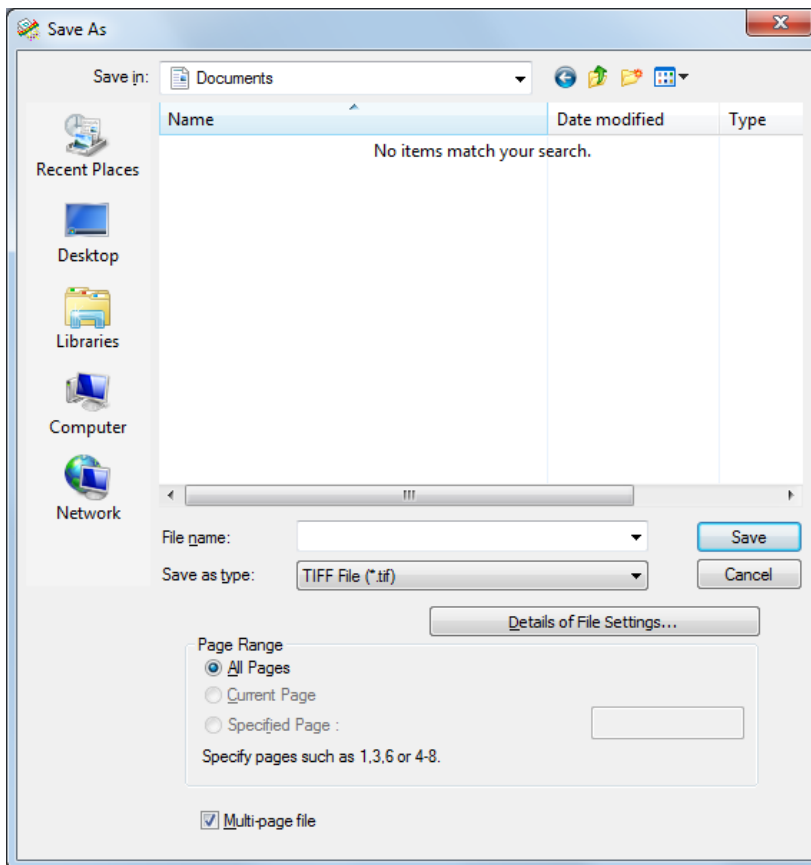 Save As
Save in:
Documents
Name
Date modified
Type
No items match your search.
Recent Places
Desktop
Libraries
Computer
Network
File name:
Save
Save as type:
TIFF File (*.tif)
Cancel
Details of File Settings...
Page Range
All Pages
Current Page
Specified Page :
Specify pages such as 1,3,6 or 4-8.
Multi-page file